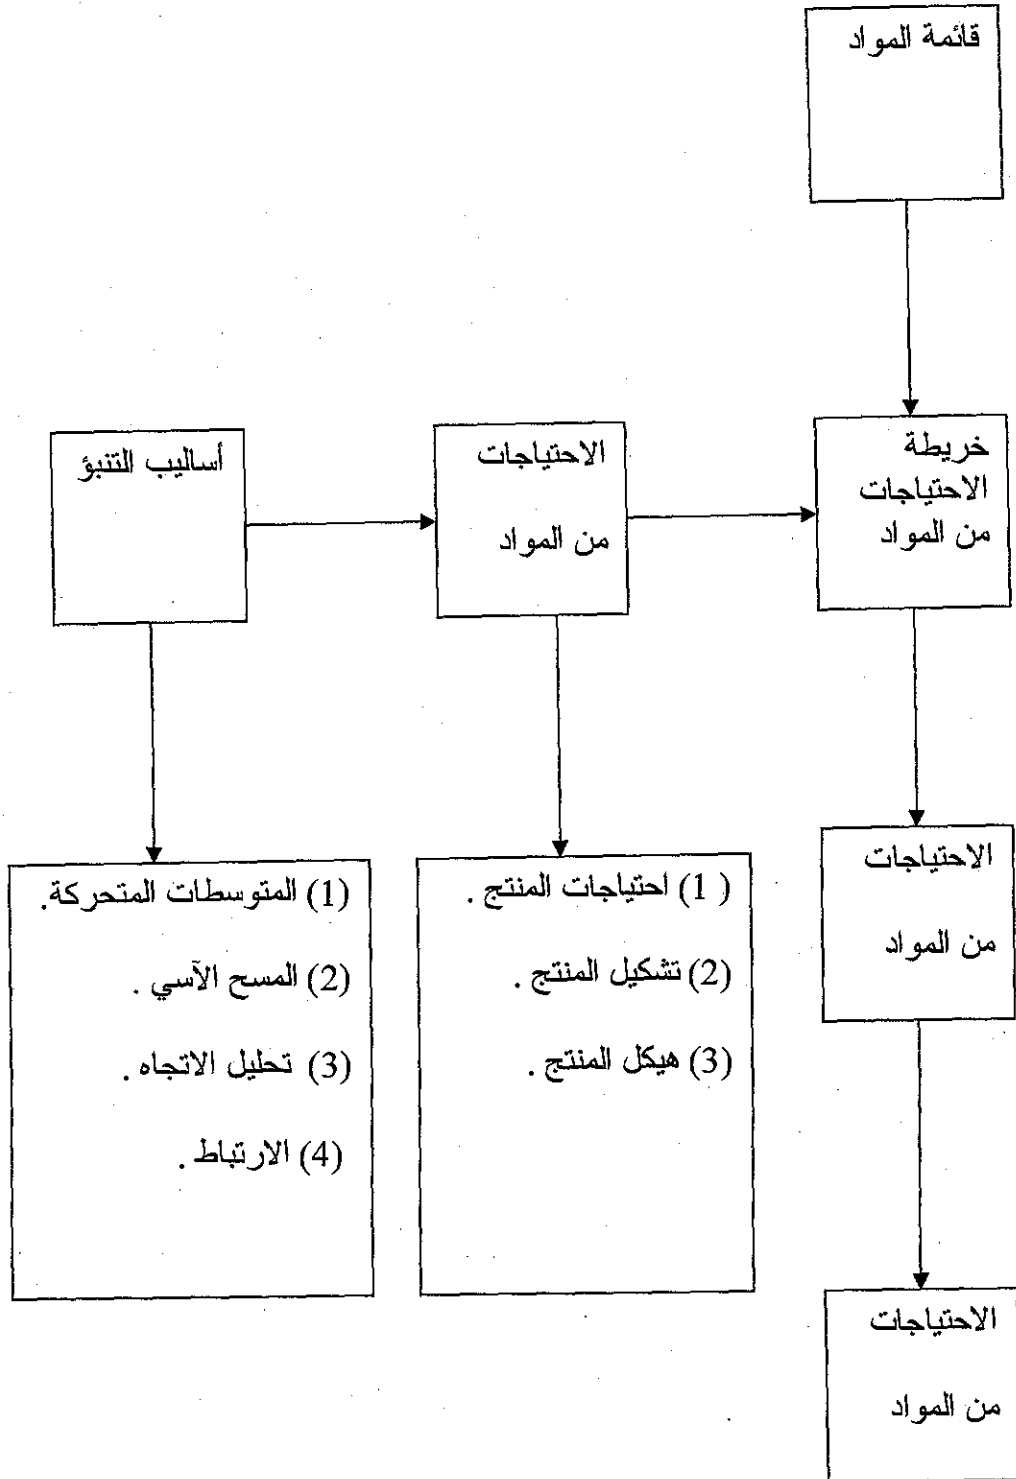 قائمة المواد
خريطة
الاحتياجات
من المواد
الاحتياجات
من المواد
أساليب التنبؤ
الاحتياجات
من المواد
( 1) احتياجات المنتج .
(2) تشكيل المنتج .
(3) هيكل المنتج .
(1) المتوسطات المتحركة.
(2) المسح الآسي .
(3) تحليل الاتجاه .
(4) الارتباط .
الاحتياجات
من المواد